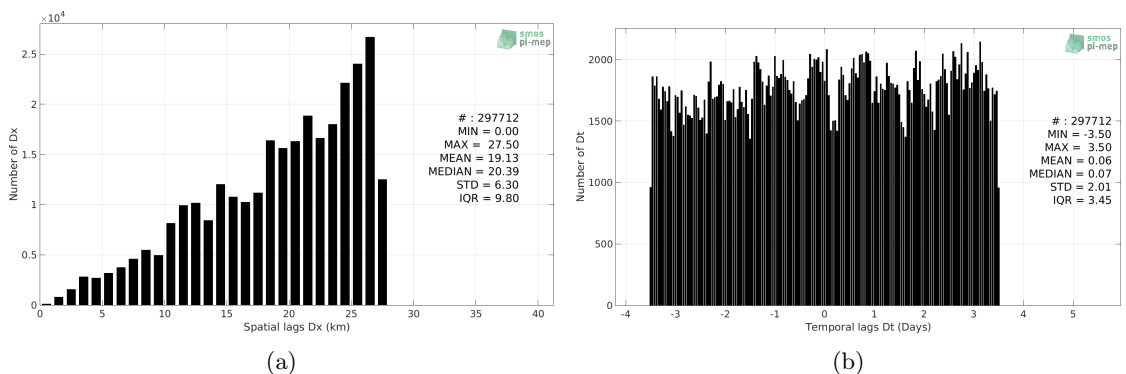 ×10⁴
smos
pi-mep
2.5
2
1.5
1
0.5
0
Number of Dx
# : 297712
MIN = 0.00
MAX = 27.50
MEAN = 19.13
MEDIAN = 20.39
STD = 6.30
IQR = 9.80
0 5 10 15 20 25 30 35 40
Spatial lags Dx (km)
(a)
smos
pi-mep
2000
1500
1000
500
0
Number of Dt
# : 297712
MIN = -3.50
MAX = 3.50
MEAN = 0.06
MEDIAN = 0.07
STD = 2.01
IQR = 3.45
-4 -3 -2 -1 0 1 2 3 4 5
Temporal lags Dt (Days)
(b)